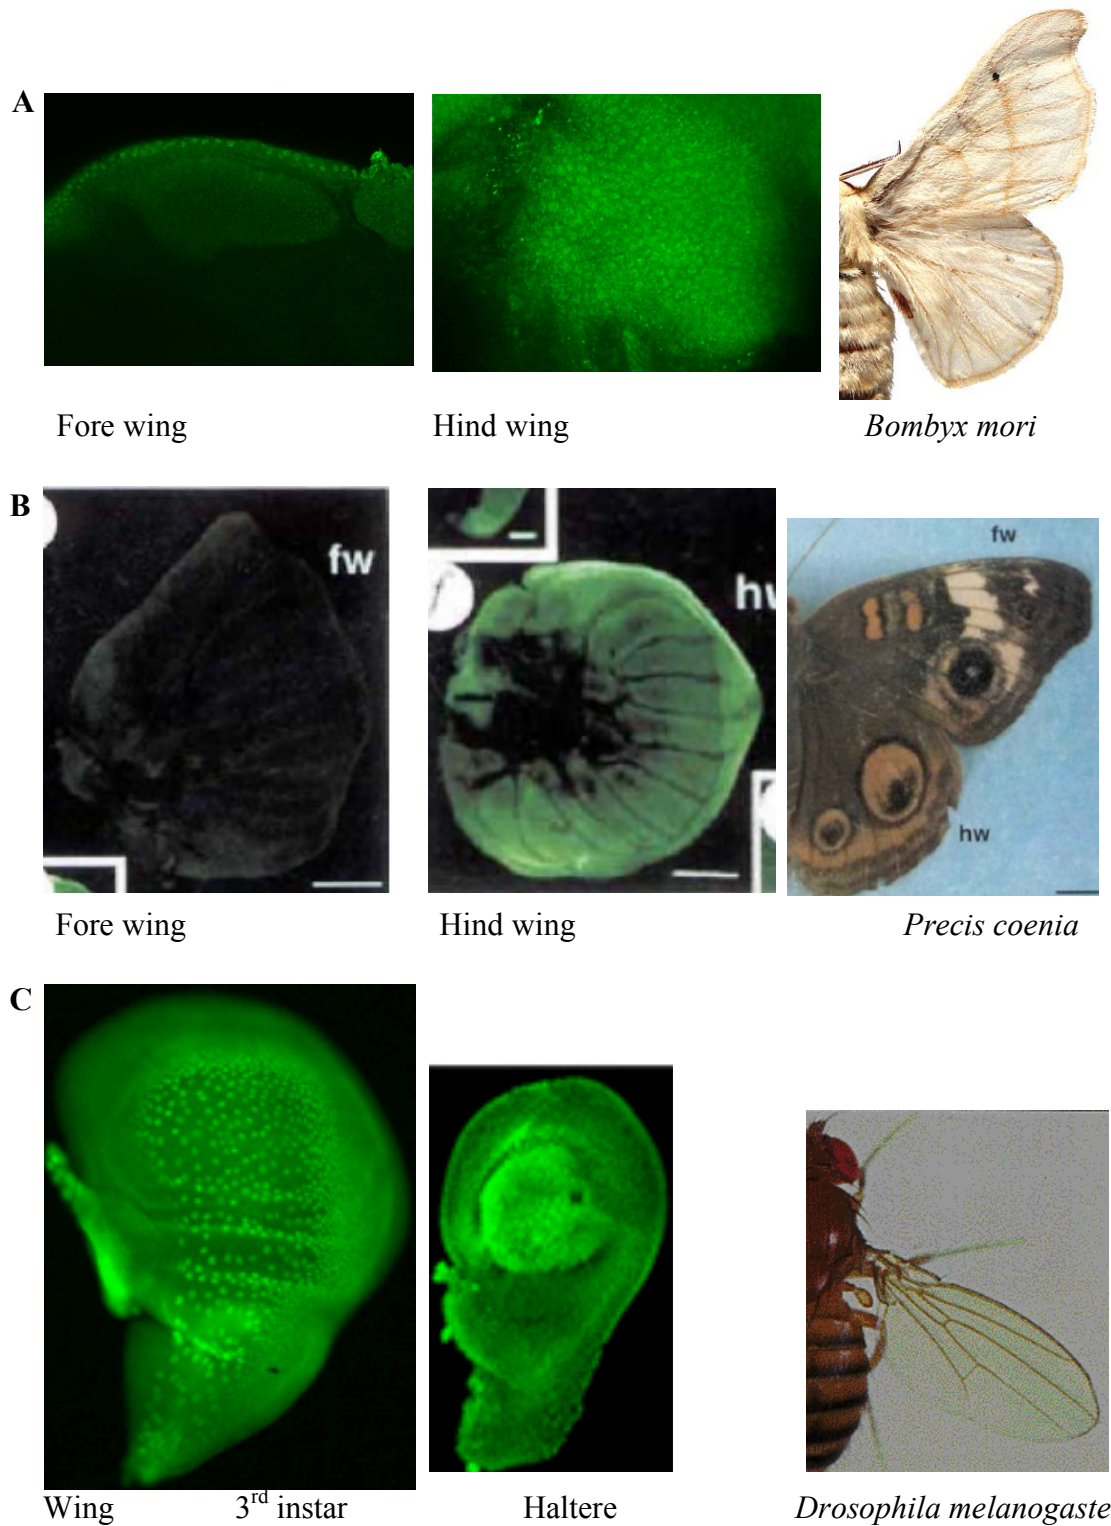 A
Fore wing
Hind wing
Bombyx mori
B
fw
hw
fw
hw
Fore wing
Hind wing
Precis coenia
C
Wing
3rd instar
Haltere
Drosophila melanogaste